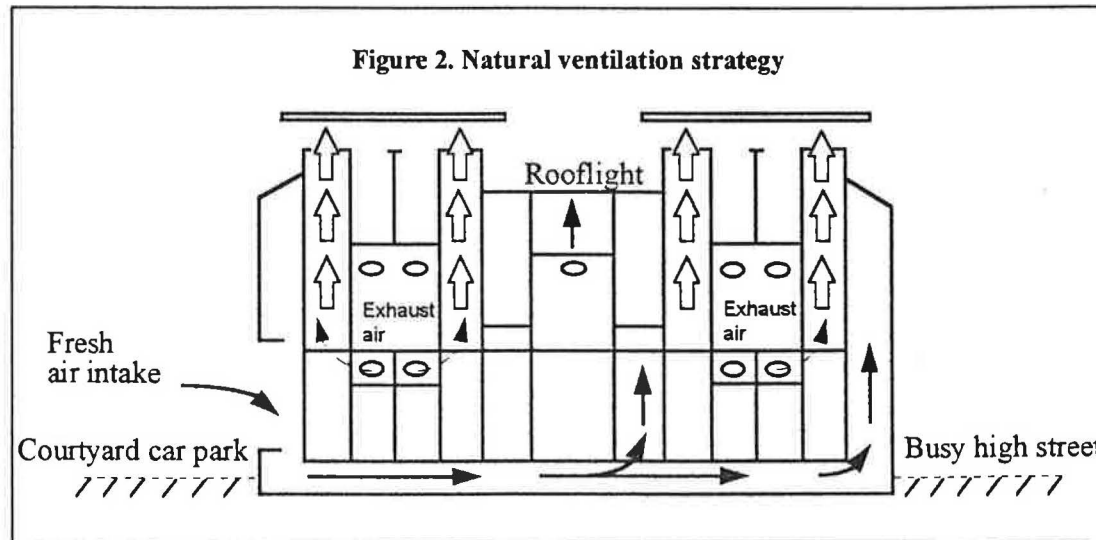 Figure 2. Natural ventilation strategy
Rooflight
Exhaust
air
Exhaust
air
Fresh
air intake
Courtyard car park
Busy high street